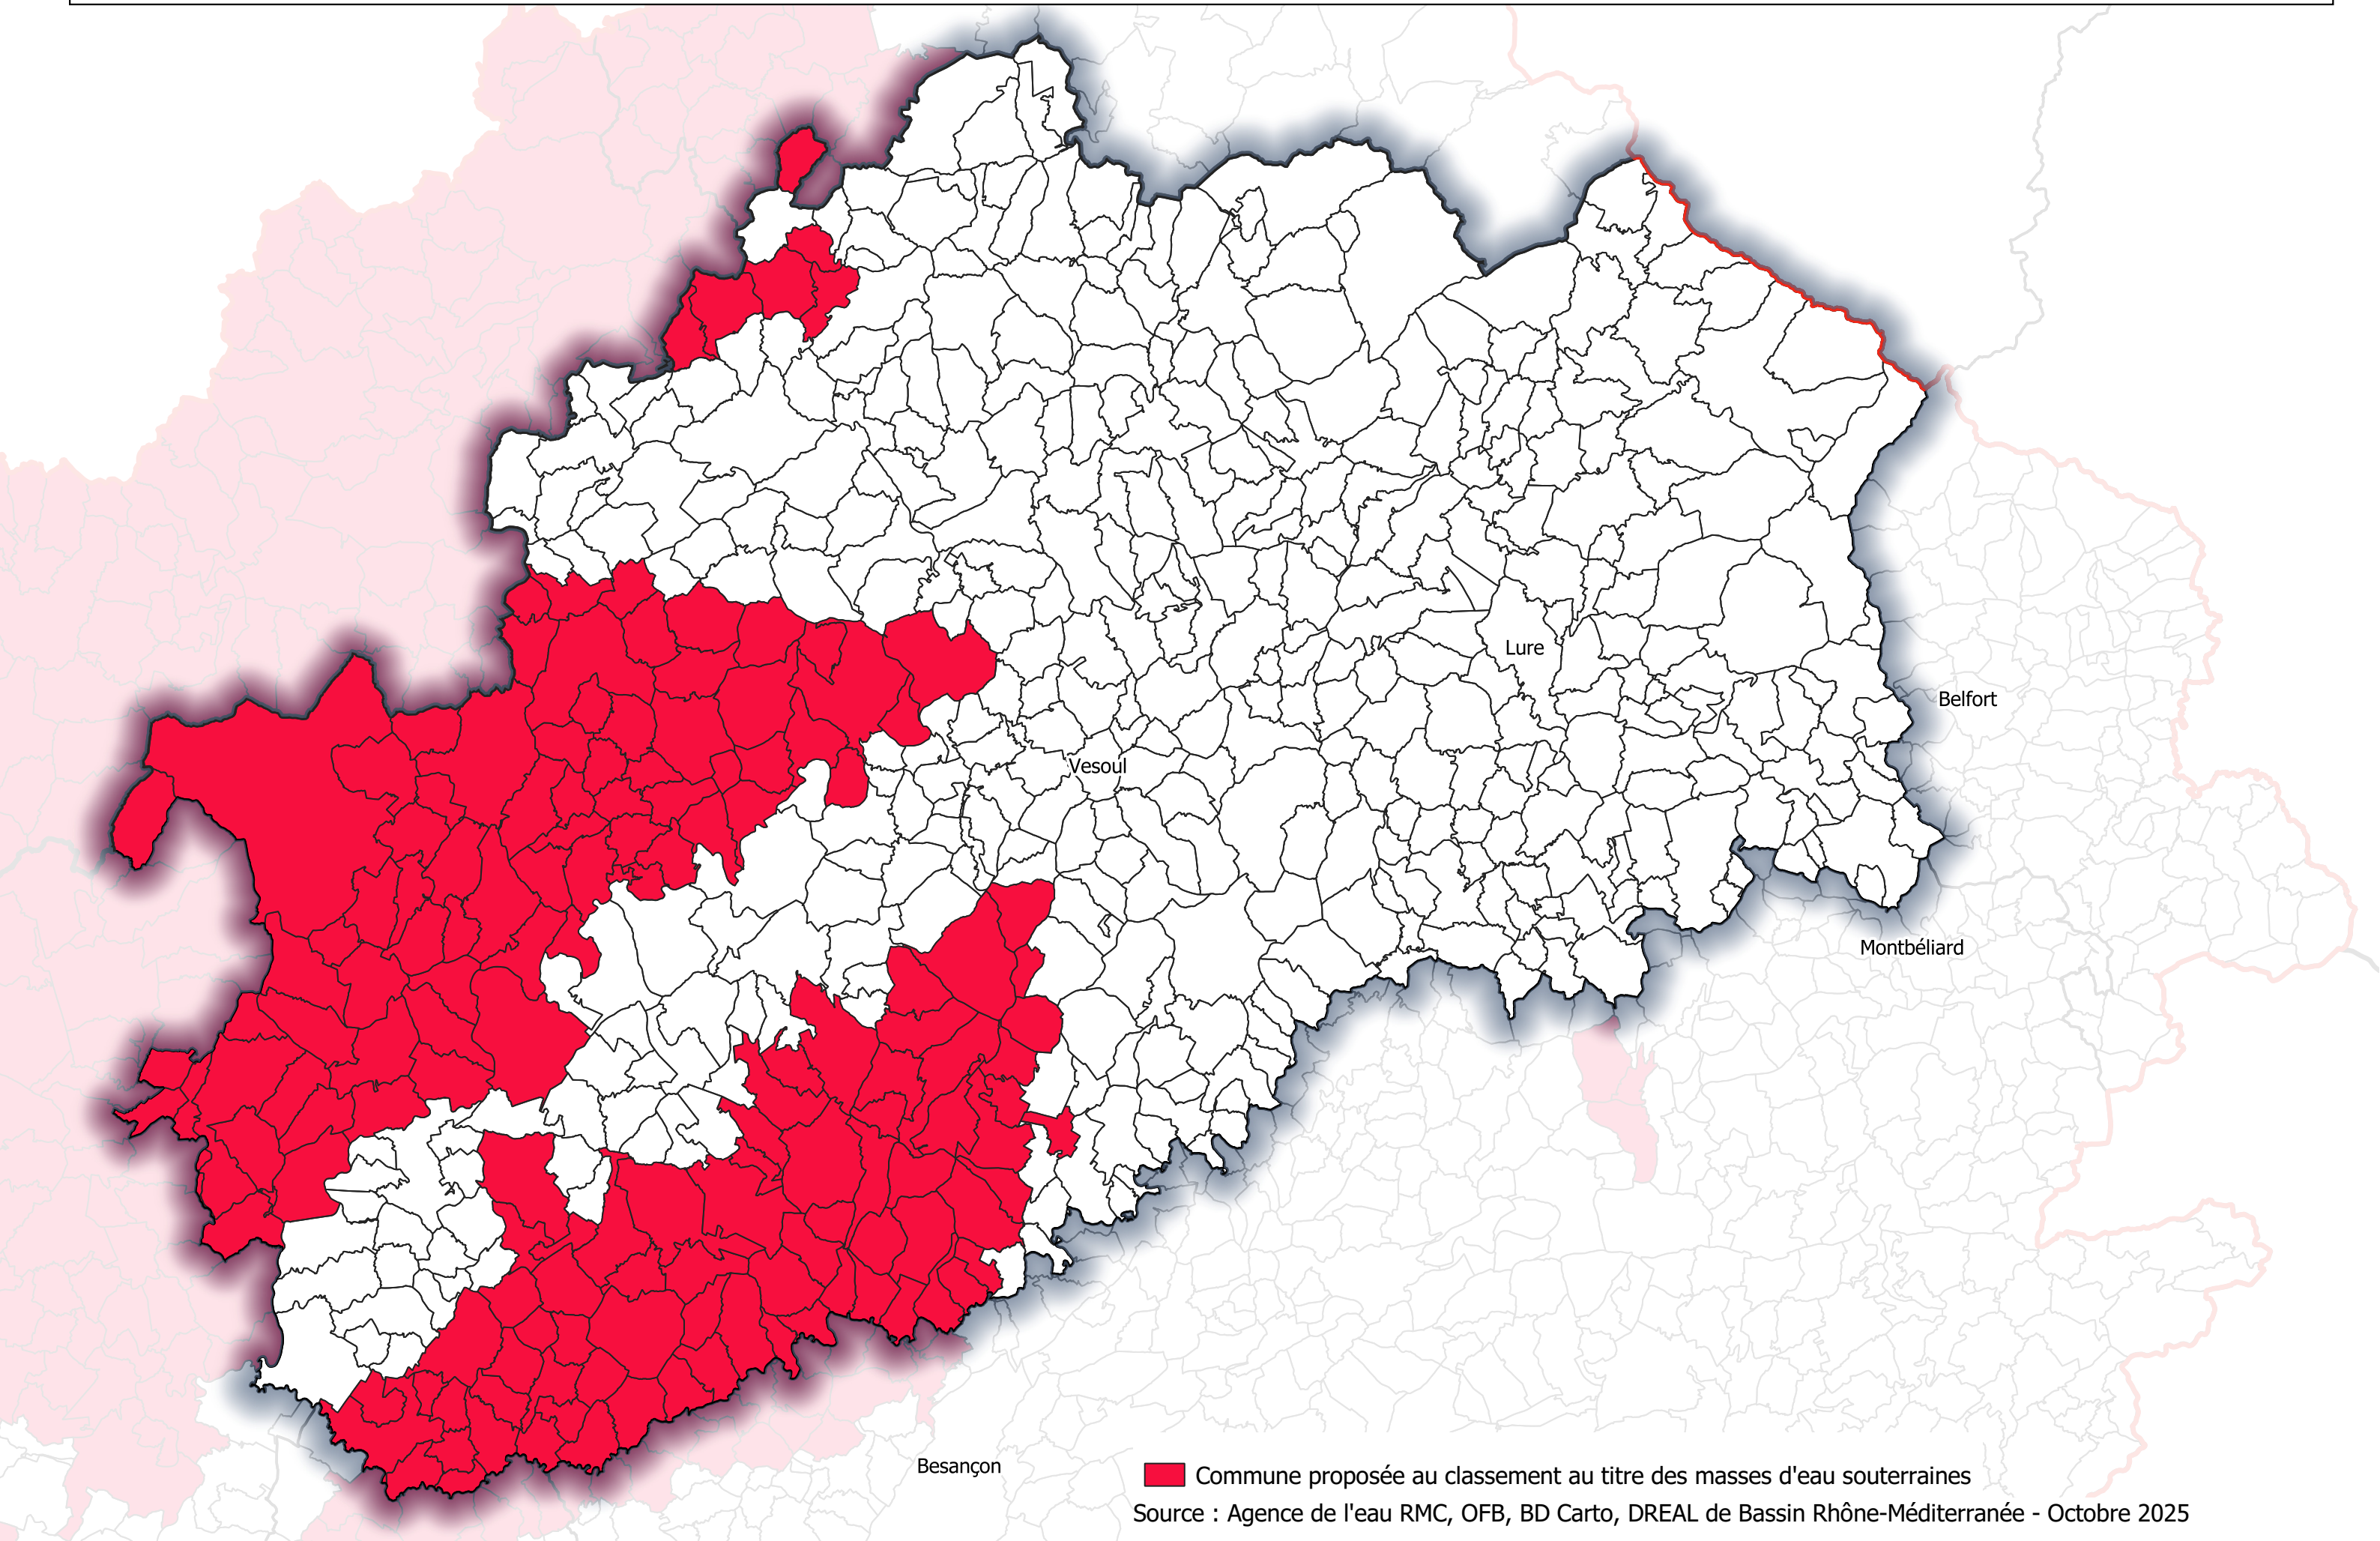 Lure
Belfort
Vesoul
Montbéliard
Besançon
Commune proposée au classement au titre des masses d'eau souterraines
Source : Agence de l'eau RMC, OFB, BD Carto, DREAL de Bassin Rhône-Méditerranée - Octobre 2025